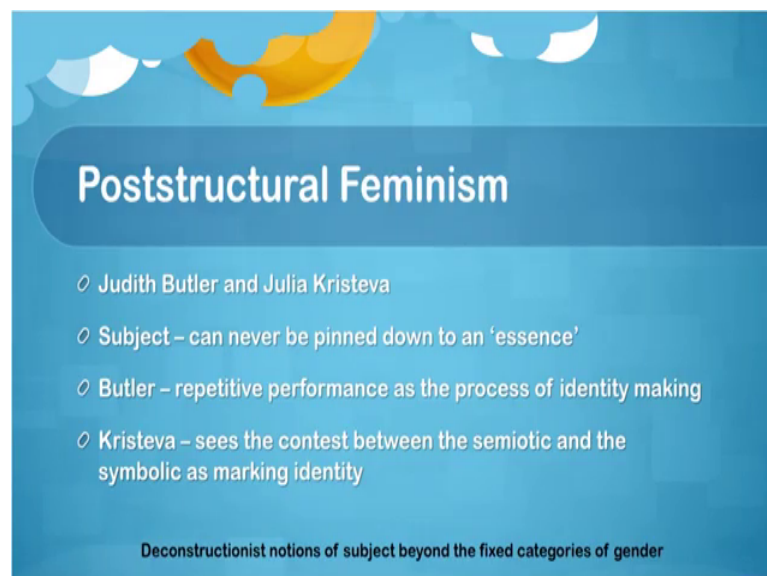 Poststructural Feminism
Judith Butler and Julia Kristeva
Subject – can never be pinned down to an ‘essence’
Butler – repetitive performance as the process of identity making
Kristeva – sees the contest between the semiotic and the
symbolic as marking identity
Deconstructionist notions of subject beyond the fixed categories of gender